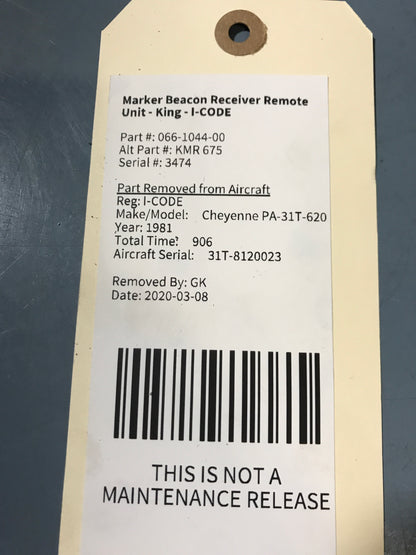 Marker Beacon Receiver Remote
Unit - King - I-CODE
Part #: 066-1044-00
Alt Part #: KMR 675
Serial #: 3474
Part Removed from Aircraft
Reg: I-CODE
Make/Model: Cheyenne PA-31T-620
Year: 1981
Total Time: 906
Aircraft Serial: 31T-8120023
Removed By: GK
Date: 2020-03-08
THIS IS NOT A
MAINTENANCE RELEASE